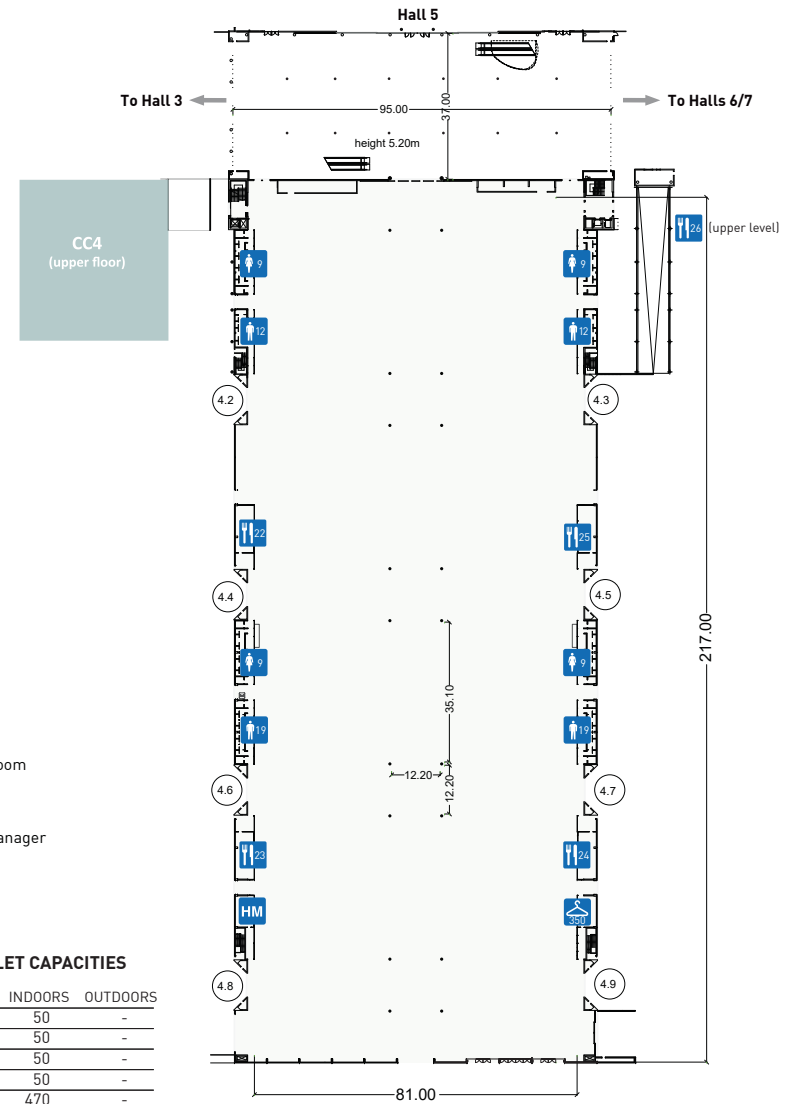 Hall 5
To Hall 3
To Halls 6/7
95.00
37.00
height 5.20m
CC4
(upper floor)
26 (upper level)
9
9
12
12
4.2
4.3
22
25
4.4
4.5
9
9
35.10
217.00
19
19
oom
12.20
12.20
4.6
4.7
anager
23
24
HM
350
LET CAPACITIES
4.8
4.9
INDOORS OUTDOORS
50 -
50 -
50 -
50 -
470 -
81.00